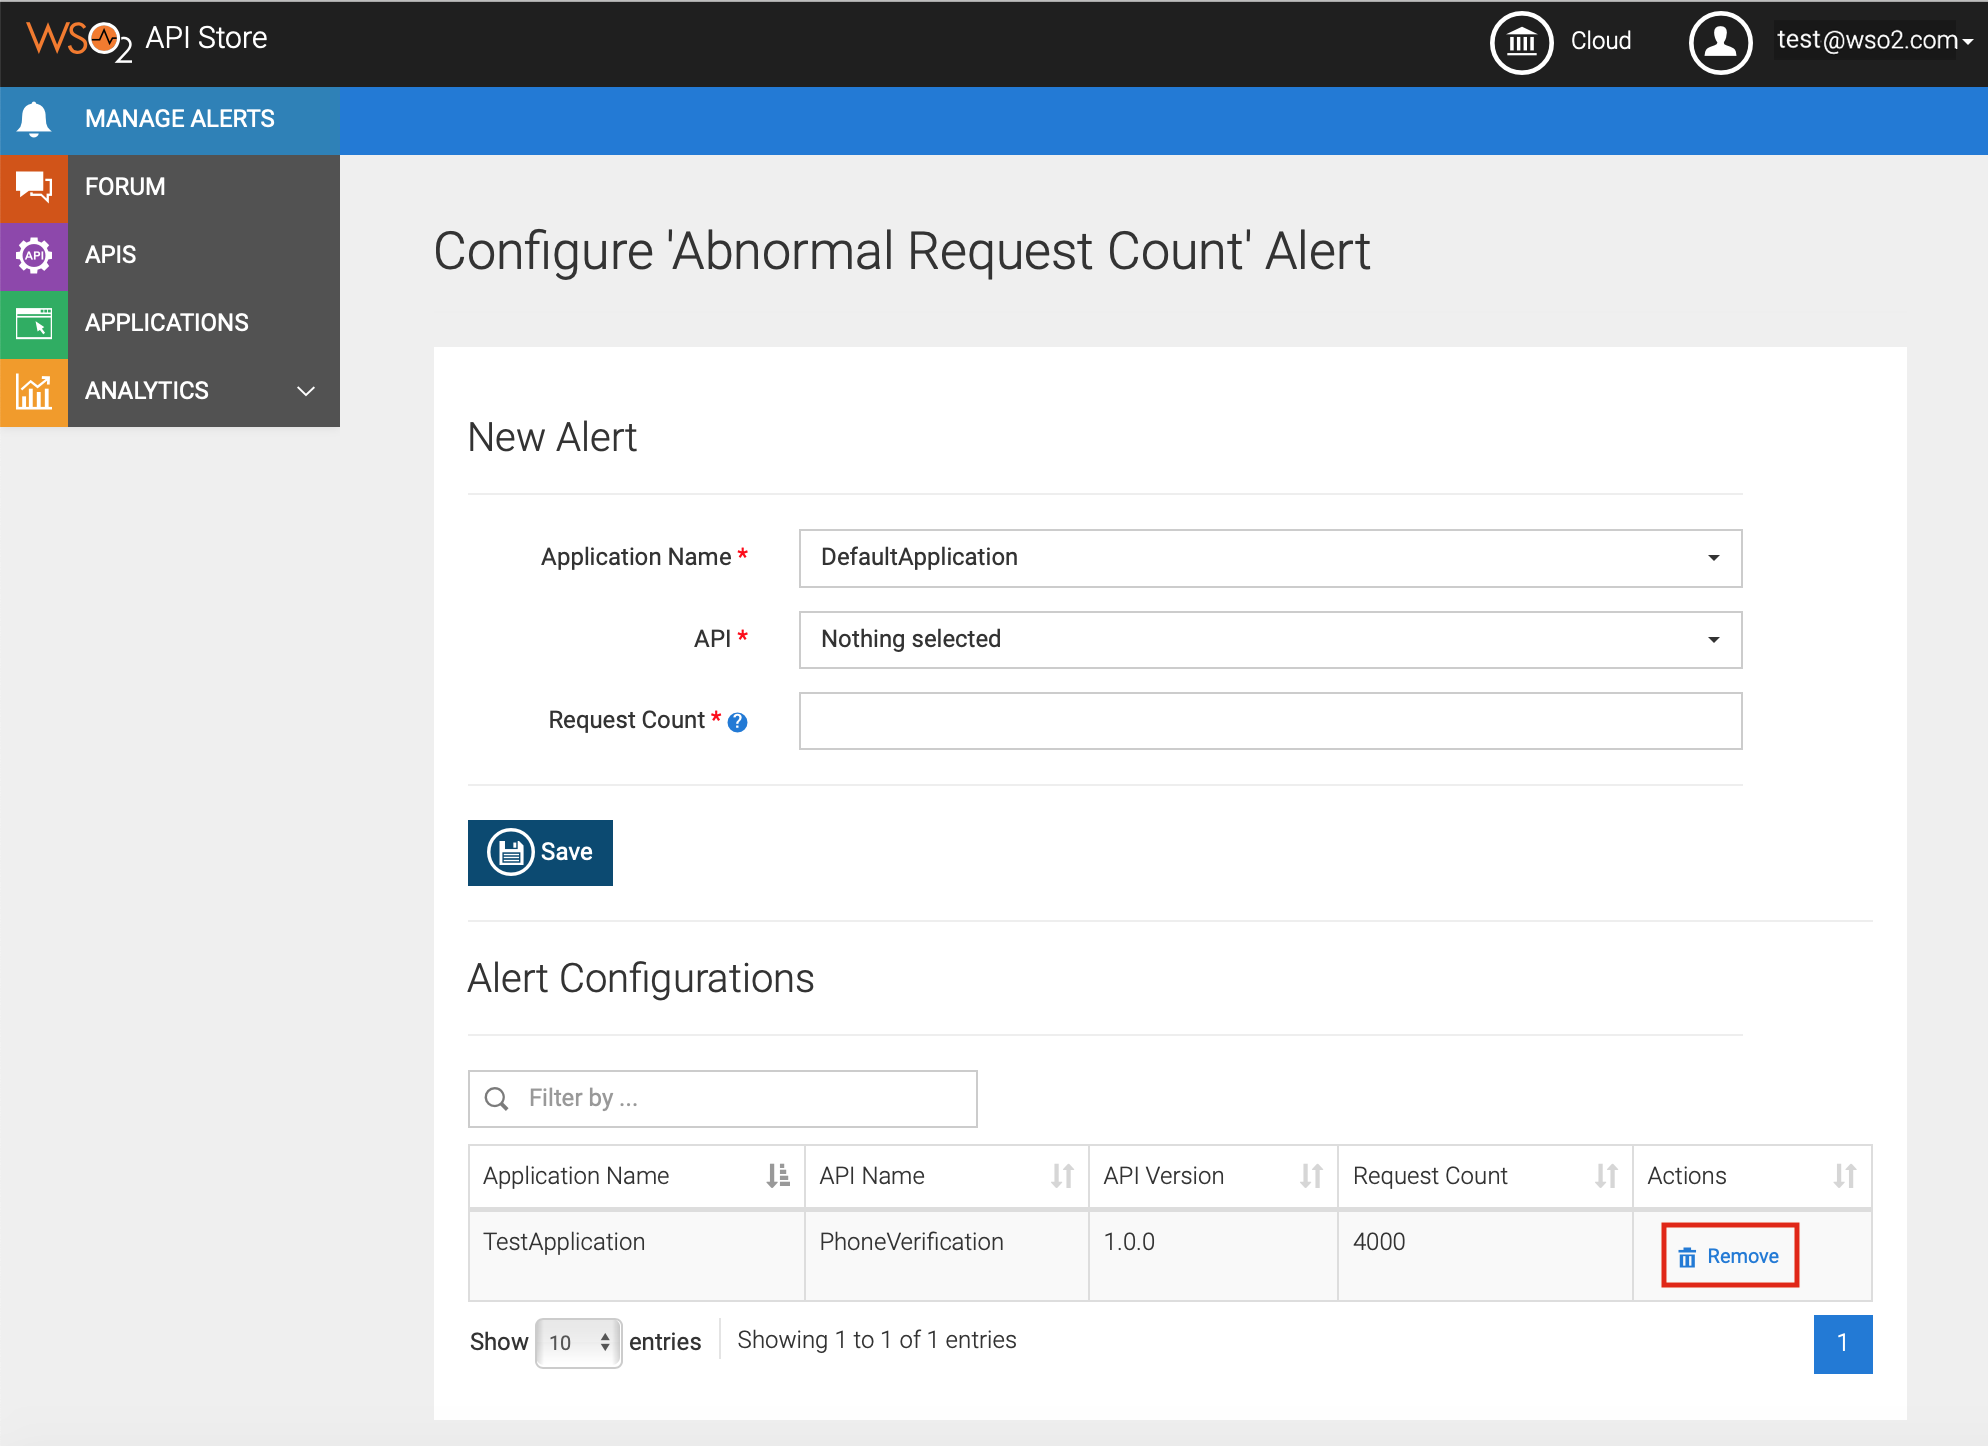 WSO2 API Store
Cloud
test@wso2.com
MANAGE ALERTS
FORUM
API APIS
APPLICATIONS
ANALYTICS
Configure 'Abnormal Request Count' Alert
New Alert
Application Name * DefaultApplication
API * Nothing selected
Request Count * ?
Save
Alert Configurations
Filter by ...
Application Name API Name API Version Request Count Actions
TestApplication PhoneVerification 1.0.0 4000 Remove
Show 10 entries Showing 1 to 1 of 1 entries 1